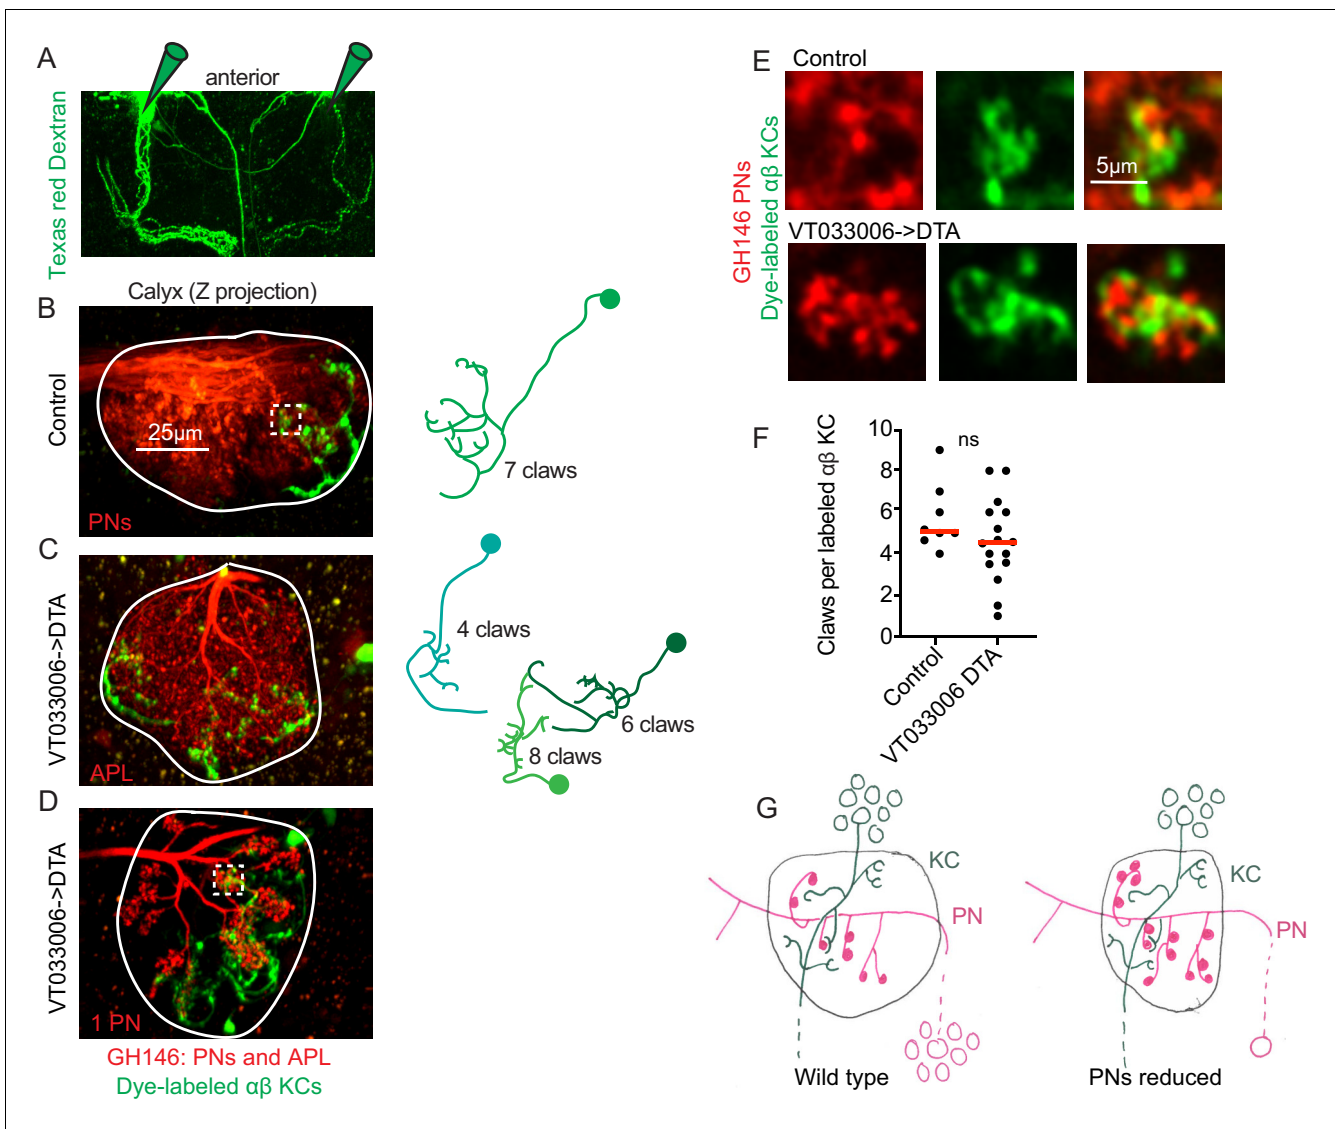 A
anterior
Texas red Dextran
Calyx (Z projection)
B
Control
25µm
PNs
7 claws
C
VT033006->DTA
APL
4 claws
6 claws
8 claws
D
VT033006->DTA
1 PN
GH146: PNs and APL
Dye-labeled αβ KCs
E
Control
GH146 PNs
Dye-labeled αβ KCs
5µm
VT033006->DTA
F
Claws per labeled αβ KC
10
8
6
4
2
0
ns
Control
VT033006 DTA
G
KC
PN
Wild type
KC
PN
PNs reduced